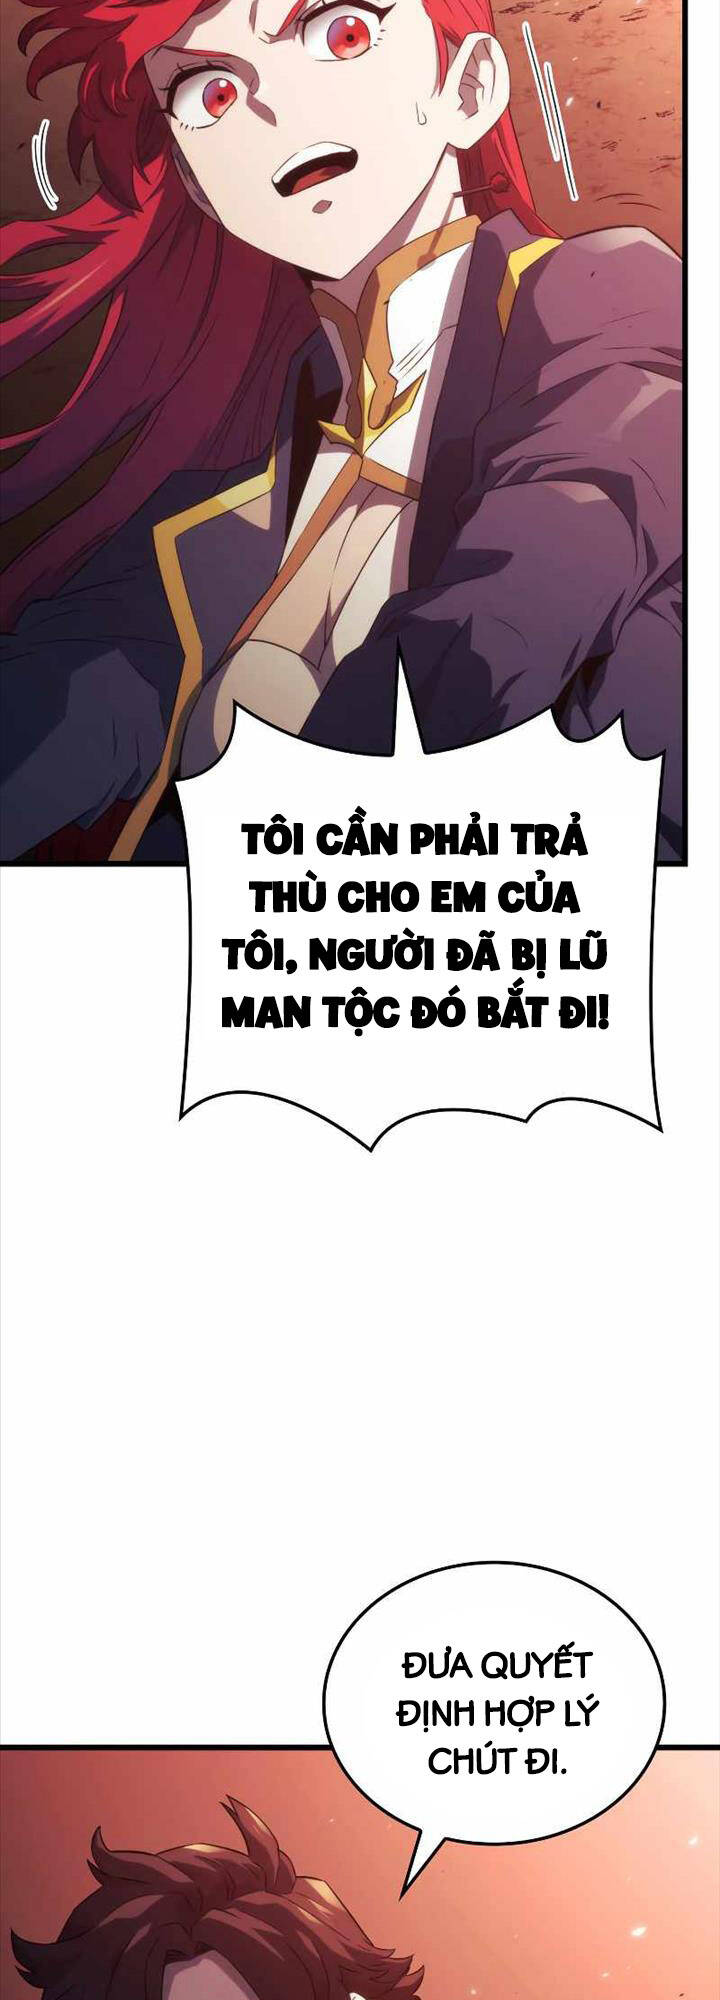 TÔI CẦN PHẢI TRẢ
THÙ CHO EM CỦA
TÔI, NGƯỜI ĐÃ BỊ LŨ
MAN TỘC ĐÓ BẮT ĐI!
ĐƯA QUYẾT
ĐỊNH HỢP LÝ
CHÚT ĐI.